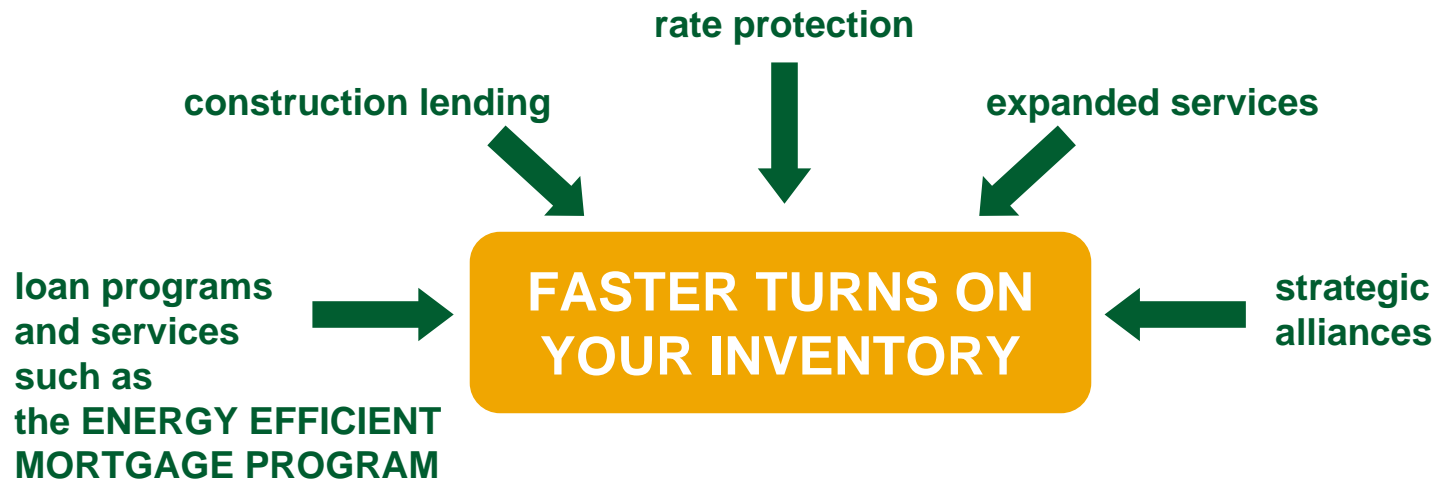 rate protection
construction lending
expanded services
loan programs
and services
such as
the ENERGY EFFICIENT
MORTGAGE PROGRAM
FASTER TURNS ON
YOUR INVENTORY
strategic
alliances